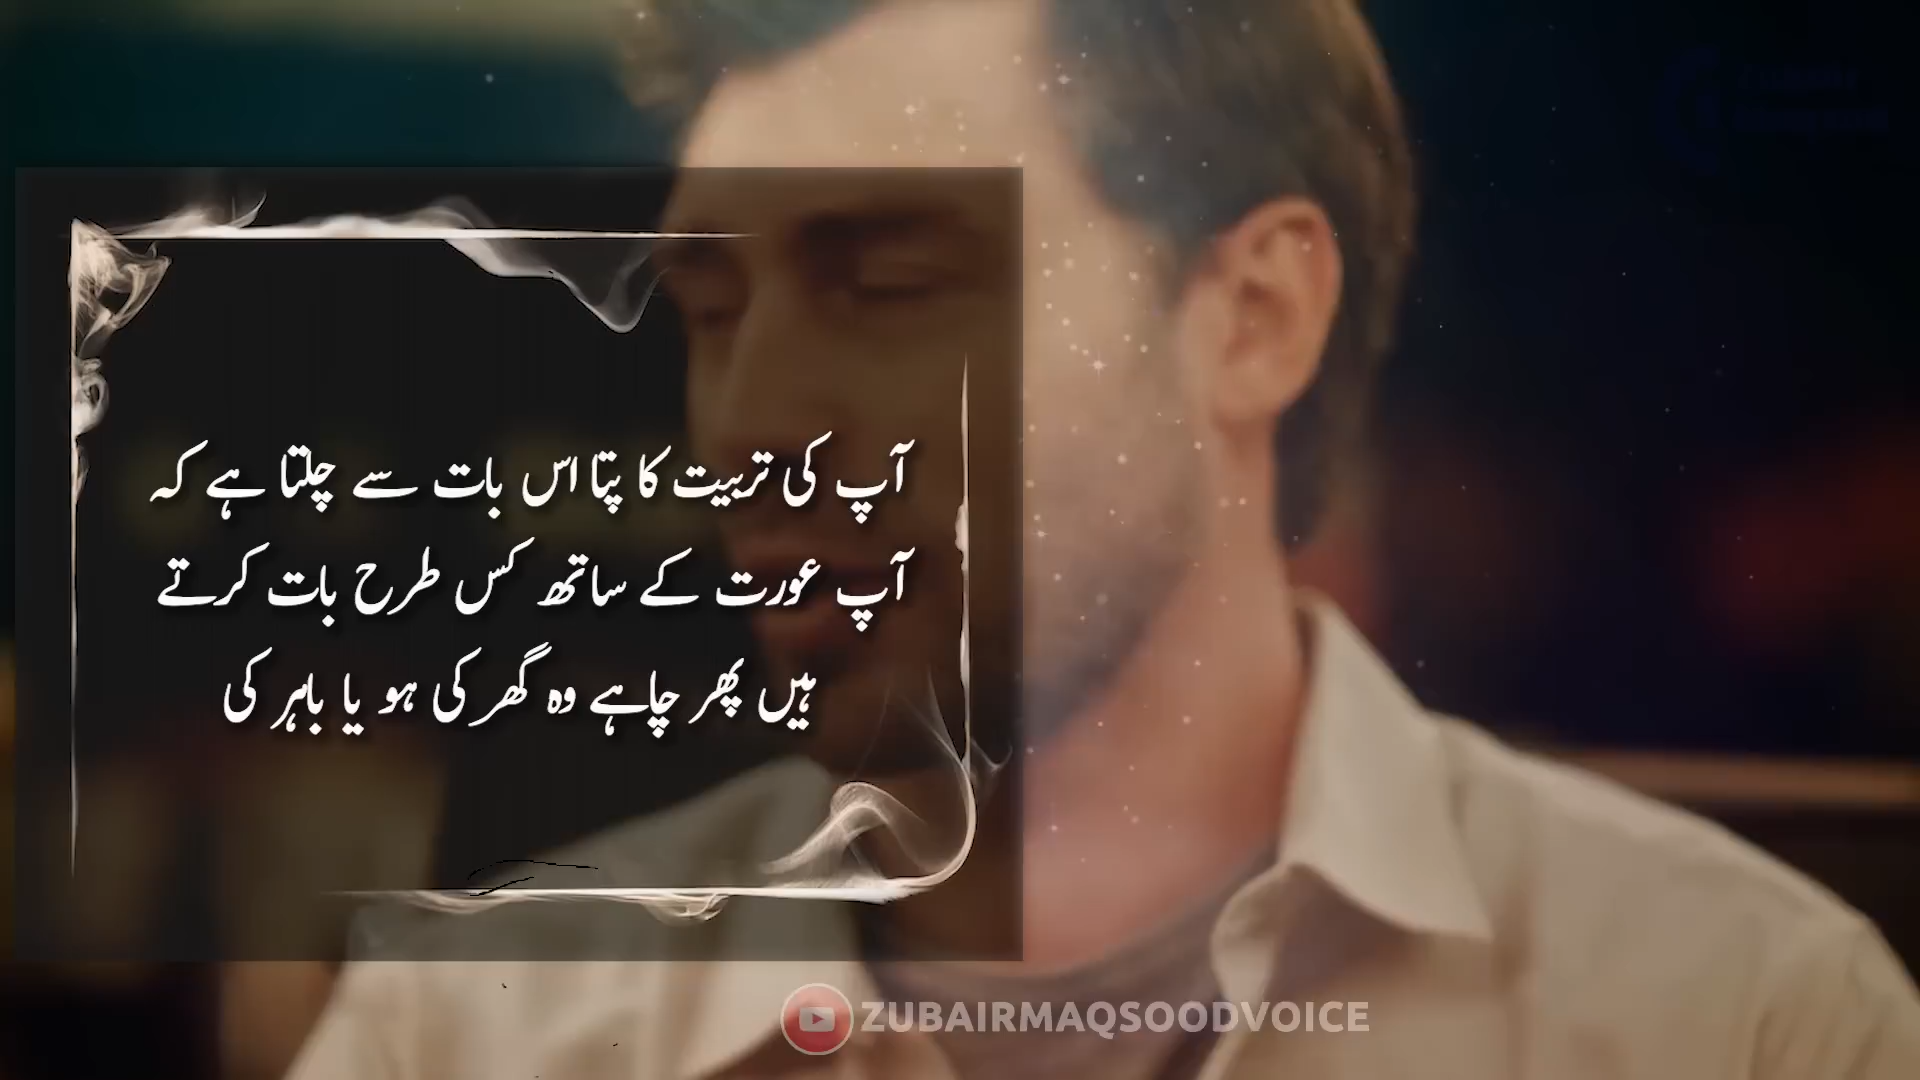 آپ کی تربیت کا پتا اس بات سے چلتا ہے کہ
آپ عورت کے ساتھ کس طرح بات کرتے
ہیں پھر چاہے وہ گھر کی ہو یا باہر کی
ZUBAIRMAQSOODVOICE